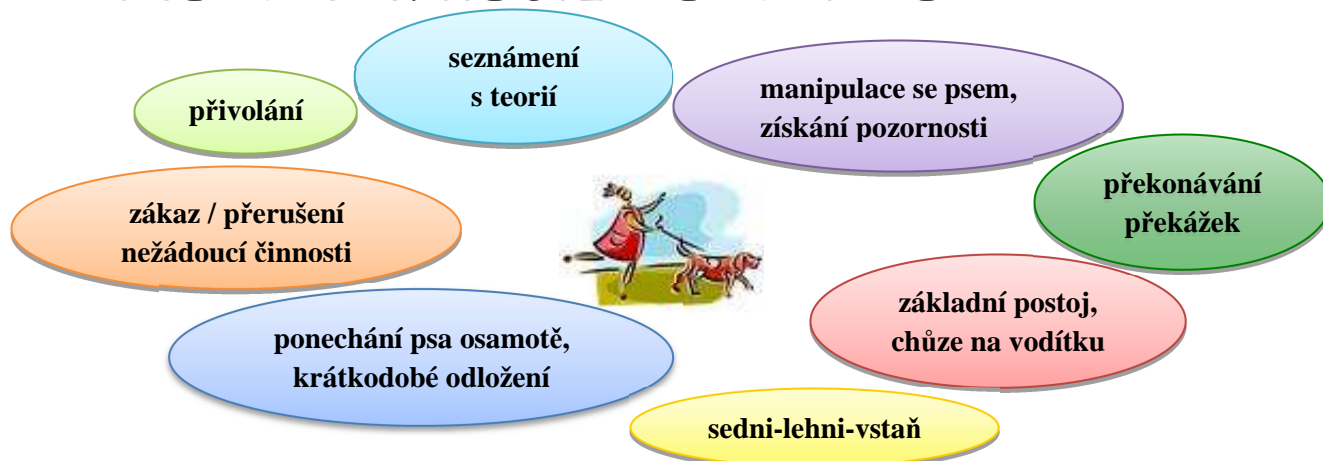 seznámení
s teorií
přivolání
manipulace se psem,
získání pozornosti
překonávání
překážek
zákaz / přerušení
nežádoucí činnosti
základní postoj,
chůze na vodítku
ponechání psa osamotě,
krátkodobé odložení
sedni-lehni-vstaň